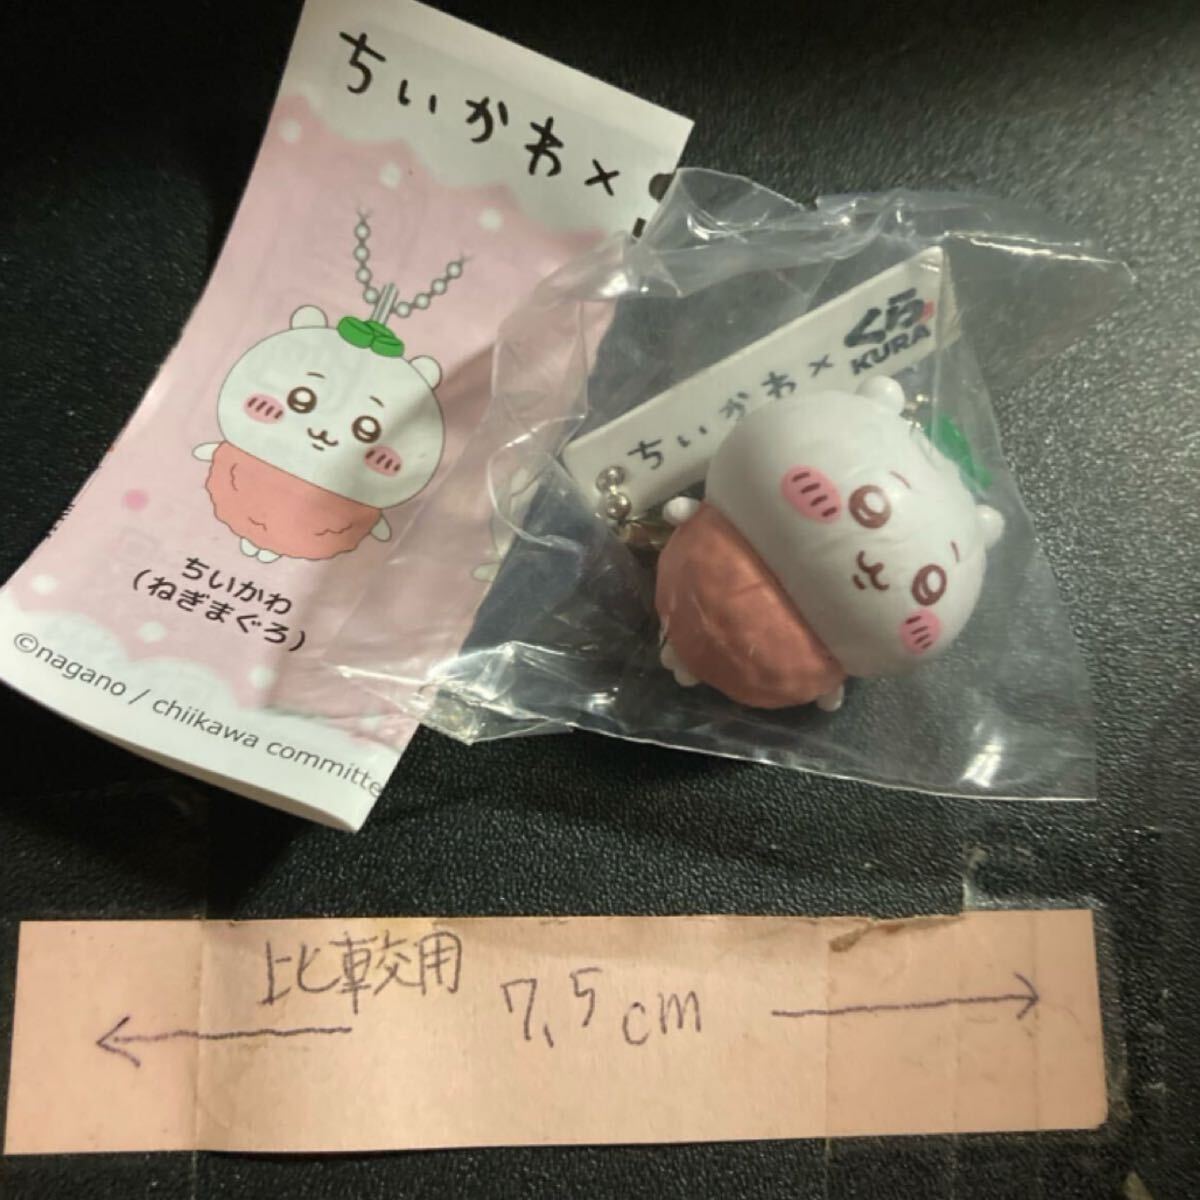 ちいかわ×
ちいかわ
(ねぎまぐろ)
©nagano / chiikawa committe
ちいかわ×くら
KURA
比較用
7.5cm